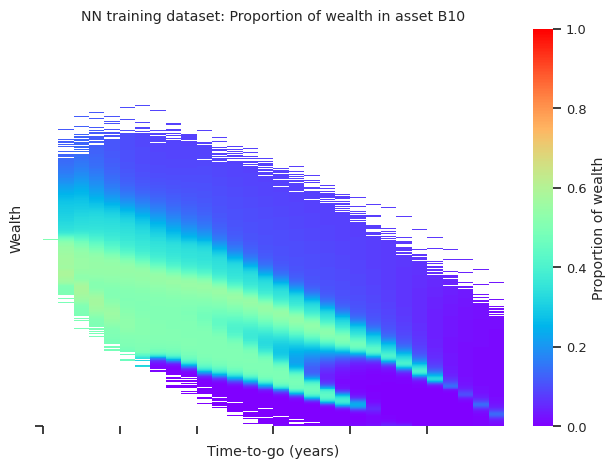 NN training dataset: Proportion of wealth in asset B10
1.0
0.8
0.6
0.4
0.2
0.0
Proportion of wealth
Wealth
Time-to-go (years)